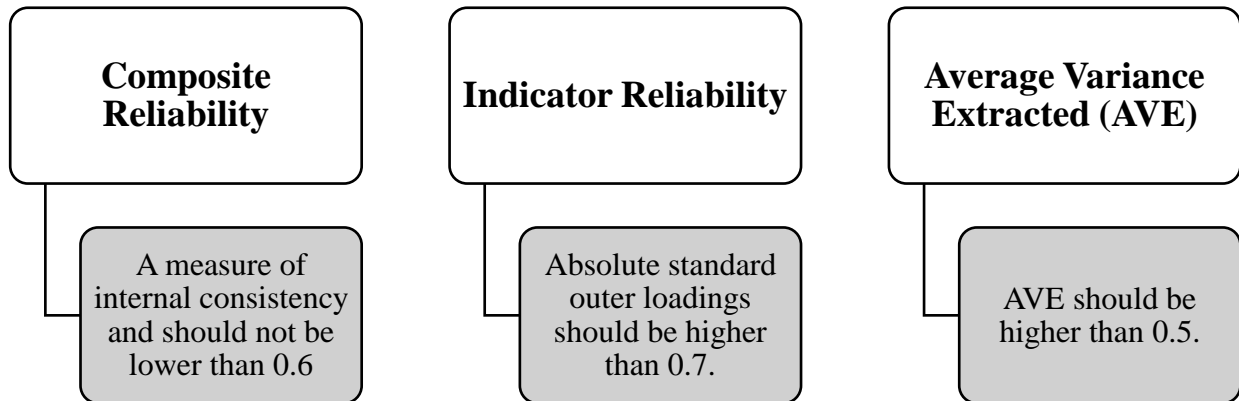 Composite
Reliability
A measure of
internal consistency
and should not be
lower than 0.6
Indicator Reliability
Absolute standard
outer loadings
should be higher
than 0.7.
Average Variance
Extracted (AVE)
AVE should be
higher than 0.5.